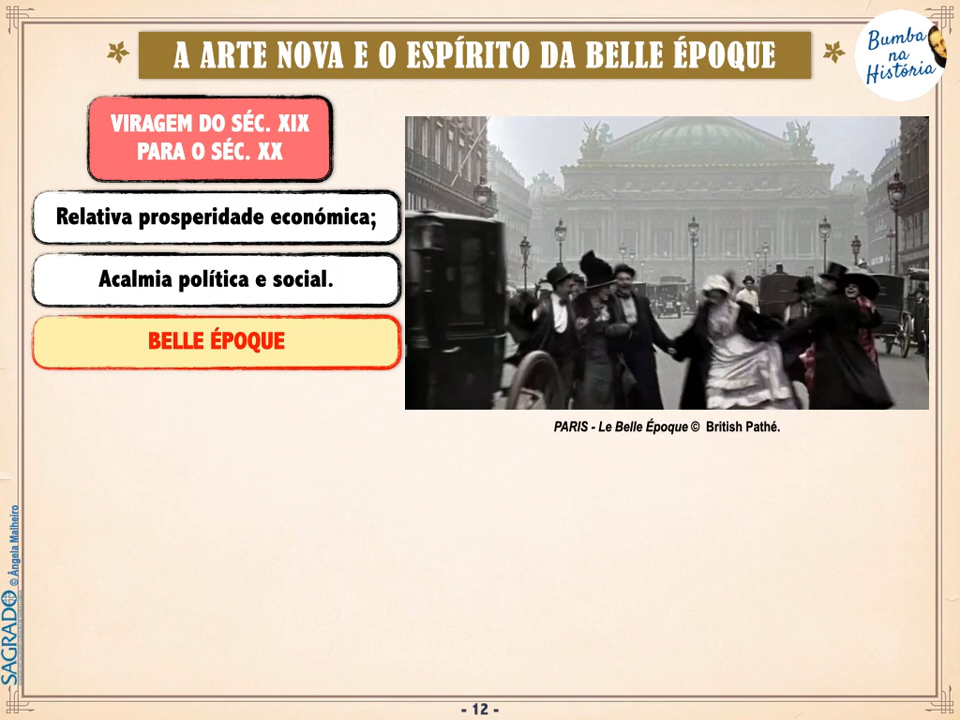 A ARTE NOVA E O ESPÍRITO DA BELLE ÉPOQUE
Bumba
na
História
VIRAGEM DO SÉC. XIX
PARA O SÉC. XX
Relativa prosperidade económica;
Acalmia política e social.
BELLE ÉPOQUE
PARIS - Le Belle Époque © British Pathé.
SAGRADO
© Ângela Malheiro
- 12 -